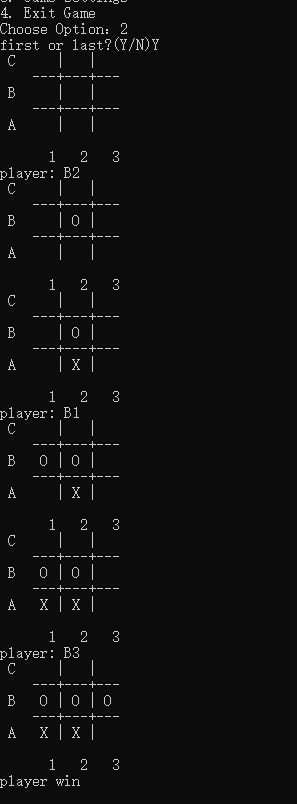 4. Exit Game
Choose Option: 2
first or last?(Y/N)Y
C | |
---+---+---
B | |
---+---+---
A | |
1 2 3
player: B2
C | |
---+---+---
B | O |
---+---+---
A | |
1 2 3
C | |
---+---+---
B | O |
---+---+---
A | X |
1 2 3
player: B1
C | |
---+---+---
B O | O |
---+---+---
A | X |
1 2 3
C | |
---+---+---
B O | O |
---+---+---
A X | X |
1 2 3
player: B3
C | |
---+---+---
B O | O | O
---+---+---
A X | X |
1 2 3
player win